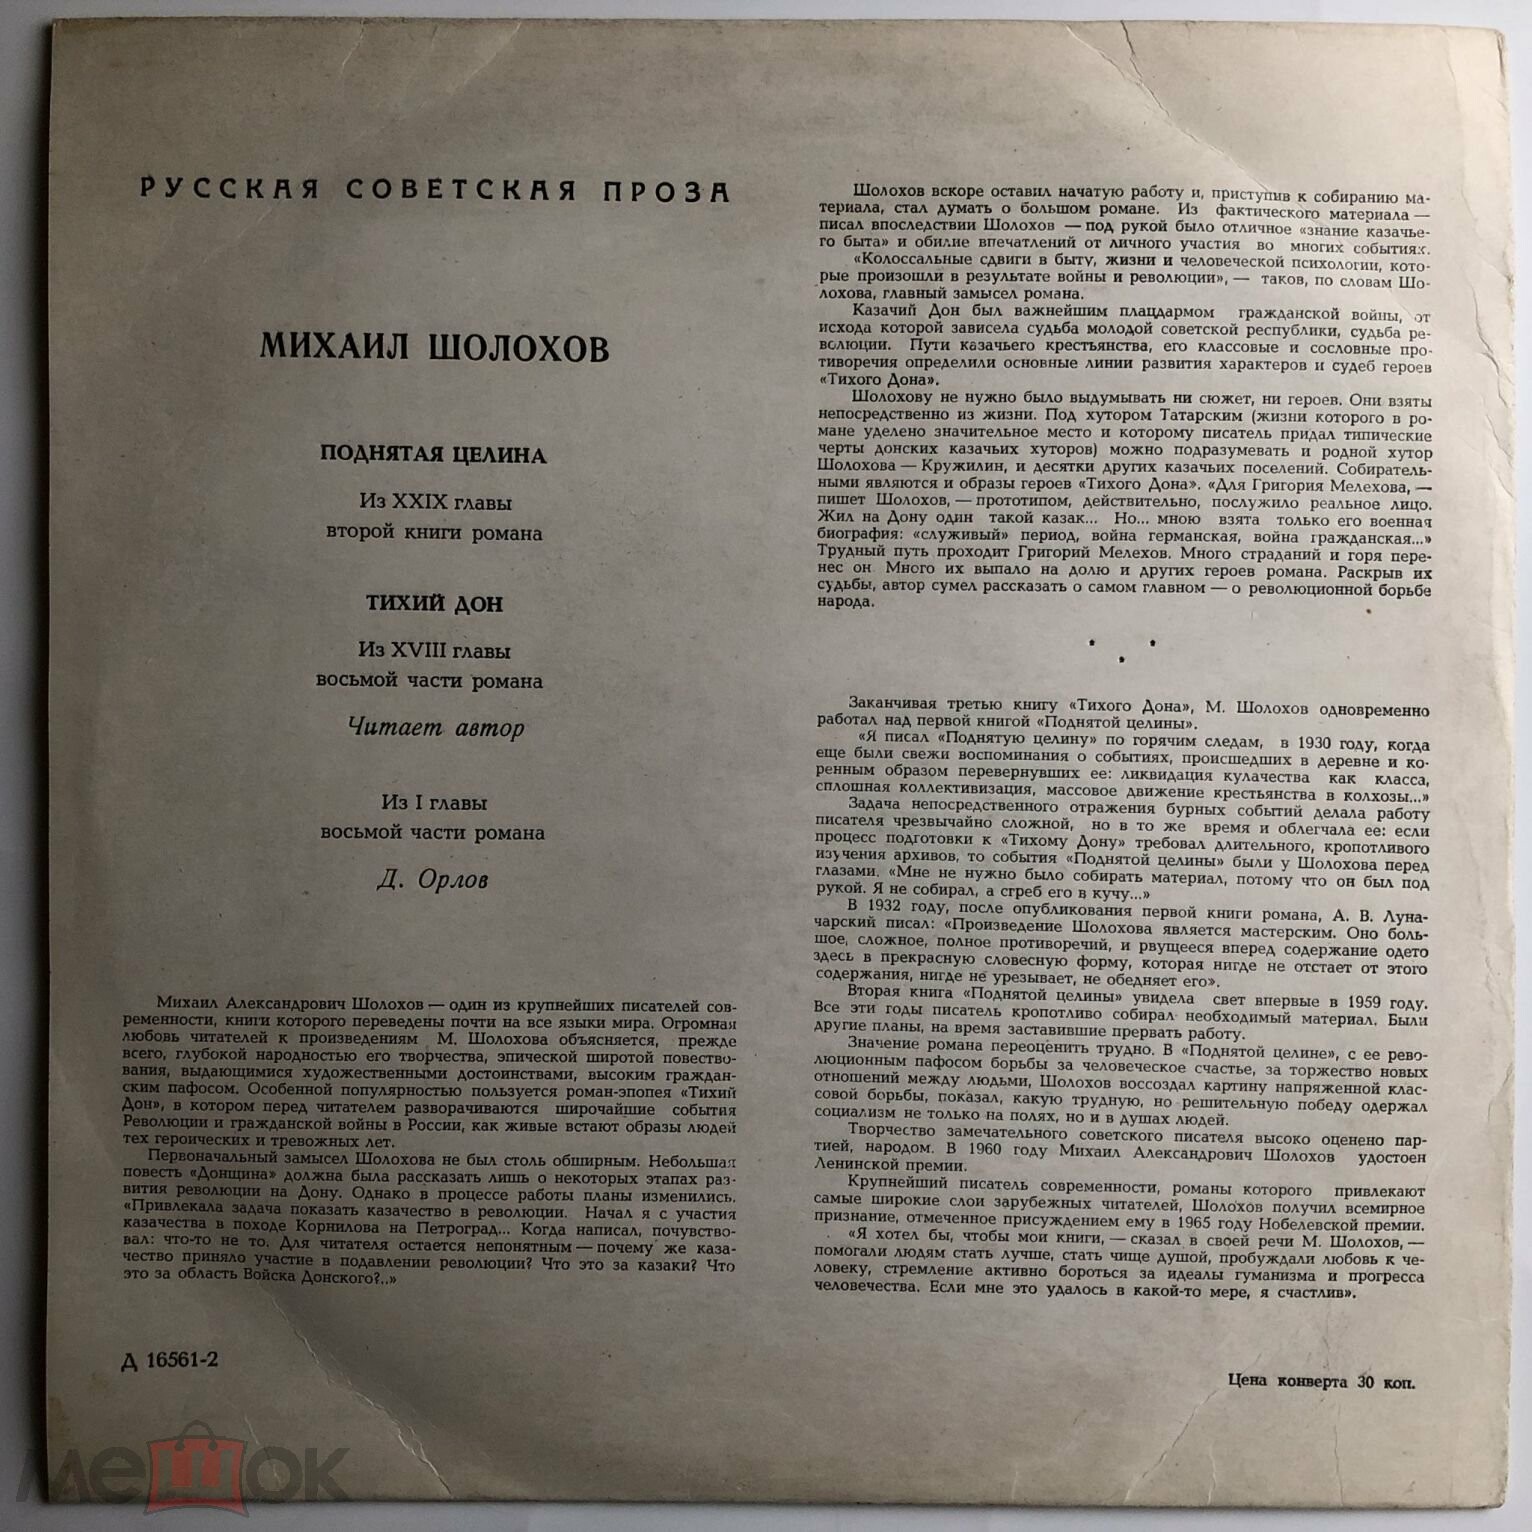 РУССКАЯ СОВЕТСКАЯ ПРОЗА
МИХАИЛ ШОЛОХОВ
ПОДНЯТАЯ ЦЕЛИНА
Из XXIX главы
второй книги романа
ТИХИЙ ДОН
Из XVIII главы
восьмой части романа
Читает автор
Из I главы
восьмой части романа
Д. Орлов
Михаил Александрович Шолохов — один из крупнейших писателей сов-
ременности, книги которого переведены почти на все языки мира. Огромная
любовь читателей к произведениям М. Шолохова объясняется, прежде
всего, глубокой народностью его творчества, эпической широтой повество-
вания, выдающимися художественными достоинствами, высоким граждан-
ским пафосом. Особенной популярностью пользуется роман-эпопея «Тихий
Дон», в котором перед читателем разворачиваются широчайшие события
Революции и гражданской войны в России, как живые встают образы людей
тех героических и тревожных лет.
Первоначальный замысел Шолохова не был столь обширным. Небольшая
повесть «Донщина» должна была рассказать лишь о некоторых этапах раз-
вития революции на Дону. Однако в процессе работы планы изменились.
«Привлекала задача показать казачество в революции. Начал я с участия
казачества в походе Корнилова на Петроград... Когда написал, почувство-
вал: что-то не то. Для читателя остается непонятным — почему же каза-
чество приняло участие в подавлении революции? Что это за казаки? Что
это за область Войска Донского?..»
Д 16561-2
Шолохов вскоре оставил начатую работу и, приступив к собиранию ма-
териала, стал думать о большом романе. Из фактического материала —
писал впоследствии Шолохов — под рукой было отличное «знание казачье-
го быта» и обилие впечатлений от личного участия во многих событиях.
«Колоссальные сдвиги в быту, жизни и человеческой психологии, кото-
рые произошли в результате войны и революции», — таков, по словам Шо-
лохова, главный замысел романа.
Казачий Дон был важнейшим плацдармом гражданской войны, от
исхода которой зависела судьба молодой советской республики, судьба ре-
волюции. Пути казачьего крестьянства, его классовые и сословные про-
тиворечия определили основные линии развития характеров и судеб героев
«Тихого Дона».
Шолохову не нужно было выдумывать ни сюжет, ни героев. Они взяты
непосредственно из жизни. Под хутором Татарским (жизни которого в ро-
мане уделено значительное место и которому писатель придал типические
черты донских казачьих хуторов) можно подразумевать и родной хутор
Шолохова — Кружилин, и десятки других казачьих поселений. Собиратель-
ными являются и образы героев «Тихого Дона». «Для Григория Мелехова, —
пишет Шолохов, — прототипом, действительно, послужило реальное лицо.
Жил на Дону один такой казак... Но... мною взята только его военная
биография: «служивый» период, война германская, война гражданская...»
Трудный путь проходит Григорий Мелехов. Много страданий и горя пере-
нес он Много их выпало на долю и других героев романа. Раскрыв их
судьбы, автор сумел рассказать о самом главном — о революционной борьбе
народа.
Заканчивая третью книгу «Тихого Дона», М. Шолохов одновременно
работал над первой книгой «Поднятой целины».
«Я писал «Поднятую целину» по горячим следам, в 1930 году, когда
еще были свежи воспоминания о событиях, происшедших в деревне и ко-
ренным образом перевернувших ее: ликвидация кулачества как класса,
сплошная коллективизация, массовое движение крестьянства в колхозы...»
Задача непосредственного отражения бурных событий делала работу
писателя чрезвычайно сложной, но в то же время и облегчала ее: если
процесс подготовки к «Тихому Дону» требовал длительного, кропотливого
изучения архивов, то события «Поднятой целины» были у Шолохова перед
глазами. «Мне не нужно было собирать материал, потому что он был под
рукой. Я не собирал, а сгреб его в кучу...»
В 1932 году, после опубликования первой книги романа, А. В. Луна-
чарский писал: «Произведение Шолохова является мастерским. Оно боль-
шое, сложное, полное противоречий, и рвущееся вперед содержание одето
здесь в прекрасную словесную форму, которая нигде не отстает от этого
содержания, нигде не урезывает, не обедняет его».
Вторая книга «Поднятой целины» увидела свет впервые в 1959 году.
Все эти годы писатель кропотливо собирал необходимый материал. Были
другие планы, на время заставившие прервать работу.
Значение романа переоценить трудно. В «Поднятой целине», с ее рево-
люционным пафосом борьбы за человеческое счастье, за торжество новых
отношений между людьми, Шолохов воссоздал картину напряженной клас-
совой борьбы, показал, какую трудную, но решительную победу одержал
социализм не только на полях, но и в душах людей.
Творчество замечательного советского писателя высоко оценено пар-
тией, народом. В 1960 году Михаил Александрович Шолохов удостоен
Ленинской премии.
Крупнейший писатель современности, романы которого привлекают
самые широкие слои зарубежных читателей, Шолохов получил всемирное
признание, отмеченное присуждением ему в 1965 году Нобелевской премии.
«Я хотел бы, чтобы мои книги, — сказал в своей речи М. Шолохов, —
помогали людям стать лучше, стать чище душой, пробуждали любовь к че-
ловеку, стремление активно бороться за идеалы гуманизма и прогресса
человечества. Если мне это удалось в какой-то мере, я счастлив».
Цена конверта 30 коп.
мешок